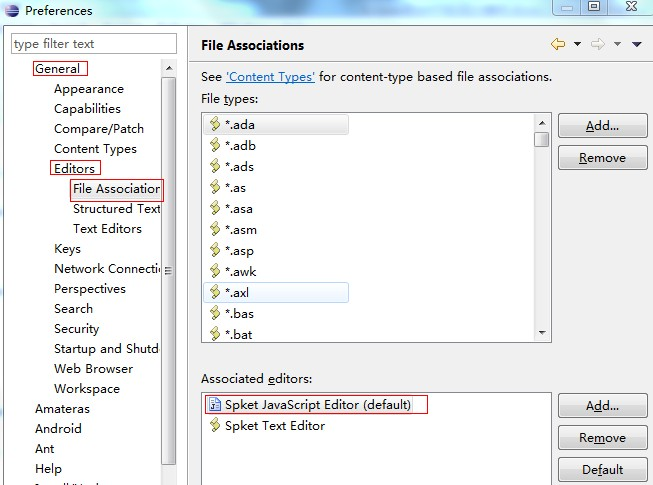 Preferences
type filter text
General
Appearance
Capabilities
Compare/Patch
Content Types
Editors
File Association
Structured Text
Text Editors
Keys
Network Connectio
Perspectives
Search
Security
Startup and Shutd
Web Browser
Workspace
Amateras
Android
Ant
Help
File Associations
See 'Content Types' for content-type based file associations.
File types:
*.ada
*.adb
*.ads
*.as
*.asa
*.asm
*.asp
*.awk
*.axl
*.bas
*.bat
Add...
Remove
Associated editors:
Spket JavaScript Editor (default)
Spket Text Editor
Add...
Remove
Default